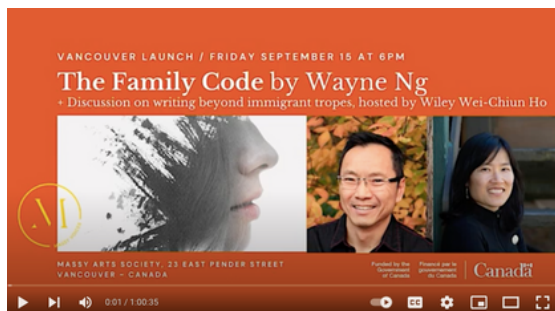 VANCOUVER LAUNCH / FRIDAY SEPTEMBER 15 AT 6PM
The Family Code by Wayne Ng
+ Discussion on writing beyond immigrant tropes, hosted by Wiley Wei-Chiun Ho
M
MASSY ARTS SOCIETY, 23 EAST PENDER STREET
VANCOUVER - CANADA
Funded by the
Government
of Canada
Financé par le
gouvernement
du Canada
Canada
0:01 / 1:00:35
CC